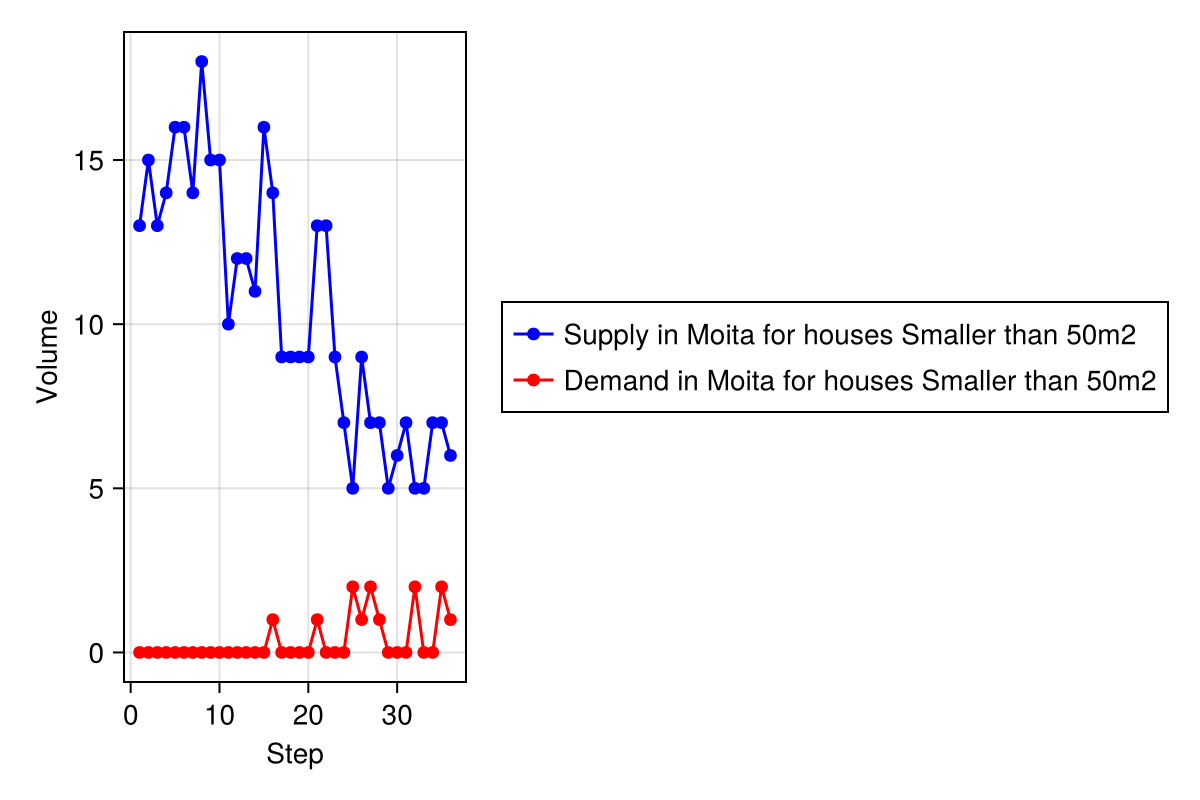 15
10
5
0
Volume
0 10 20 30
Step
Supply in Moita for houses Smaller than 50m2
Demand in Moita for houses Smaller than 50m2